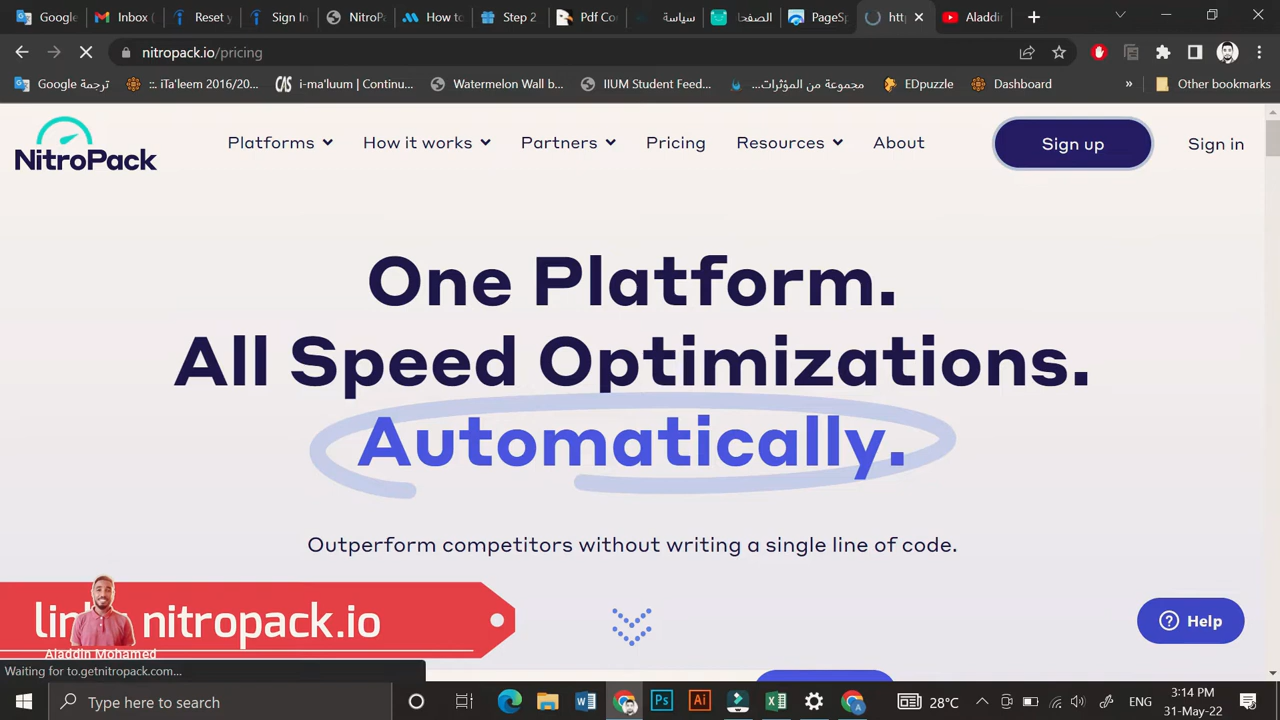 Google
Inbox (
Reset y
Sign In
NitroP
How to
Step 2
Pdf Co
سياسة
الصفحا
PageSp
htt
Aladdin
nitropack.io/pricing
ترجمة Google
::. iTa'leem 2016/20...
i-ma'luum | Continu...
Watermelon Wall b...
IIUM Student Feed...
مجموعة من المؤثرات...
EDpuzzle
Dashboard
»
Other bookmarks
NitroPack
Platforms
How it works
Partners
Pricing
Resources
About
Sign up
Sign in
One Platform.
All Speed Optimizations.
Automatically.
Outperform competitors without writing a single line of code.
nitropack.io
Aladdin Mohamed
Help
Waiting for to.getnitropack.com...
Type here to search
Ps
Ai
28°C
ENG
3:14 PM
31-May-22